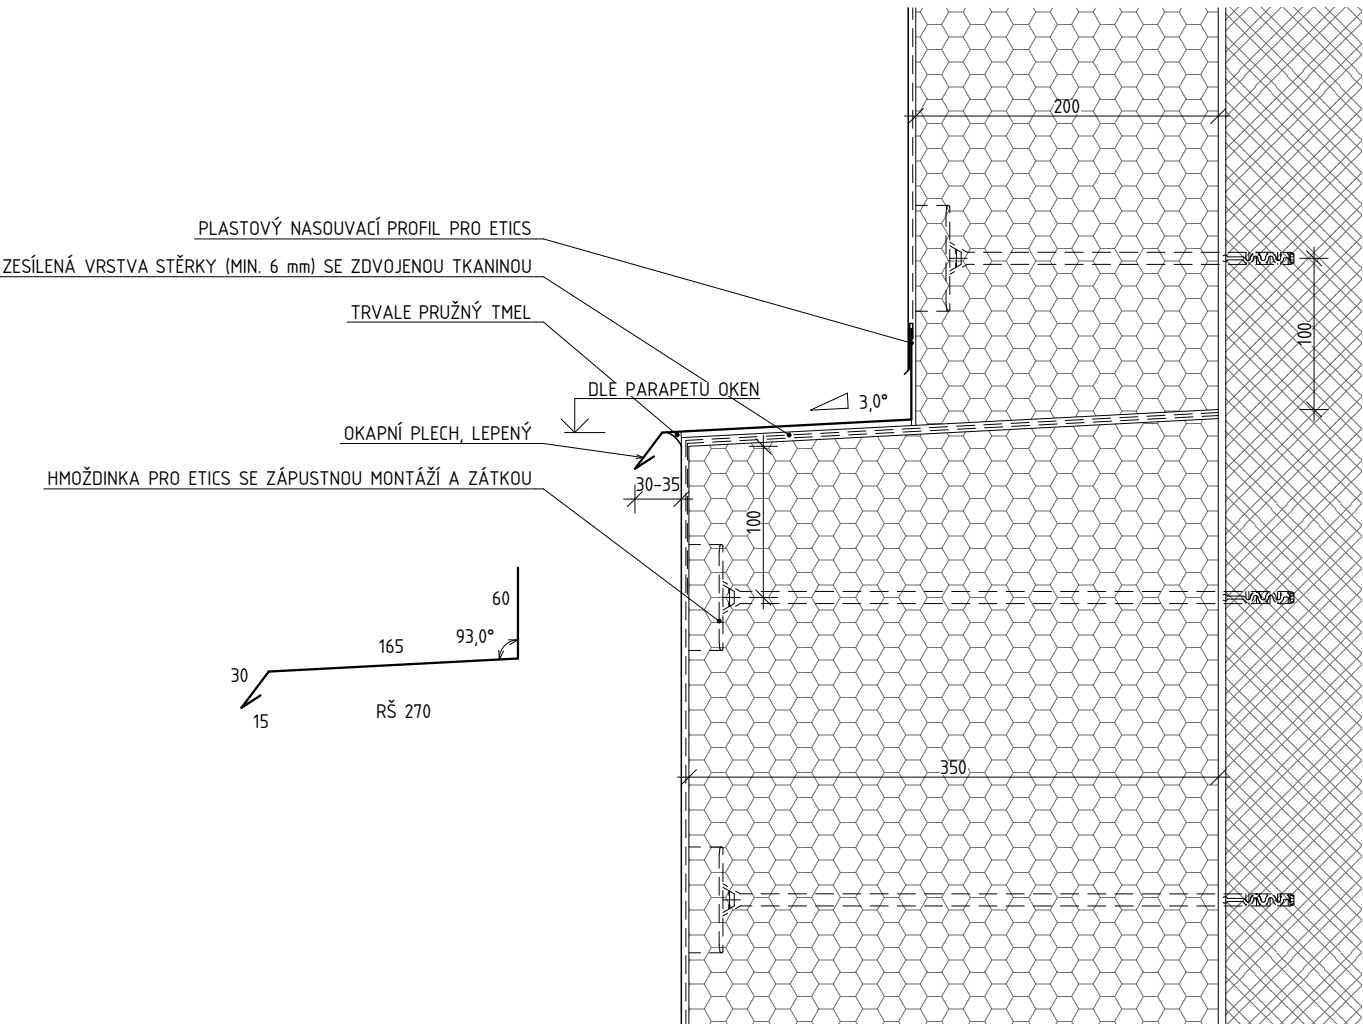 200
PLASTOVÝ NASOUVACÍ PROFIL PRO ETICS
ZESÍLENÁ VRSTVA STĚRKY (MIN. 6 mm) SE ZDVOJENOU TKANINOU
TRVALE PRUŽNÝ TMEL
100
DLE PARAPETU OKEN
3,0°
OKAPNÍ PLECH, LEPENÝ
HMOŽDINKA PRO ETICS SE ZÁPUSTNOU MONTÁŽÍ A ZÁTKOU
30-35
100
60
93,0°
165
30
15
RŠ 270
350